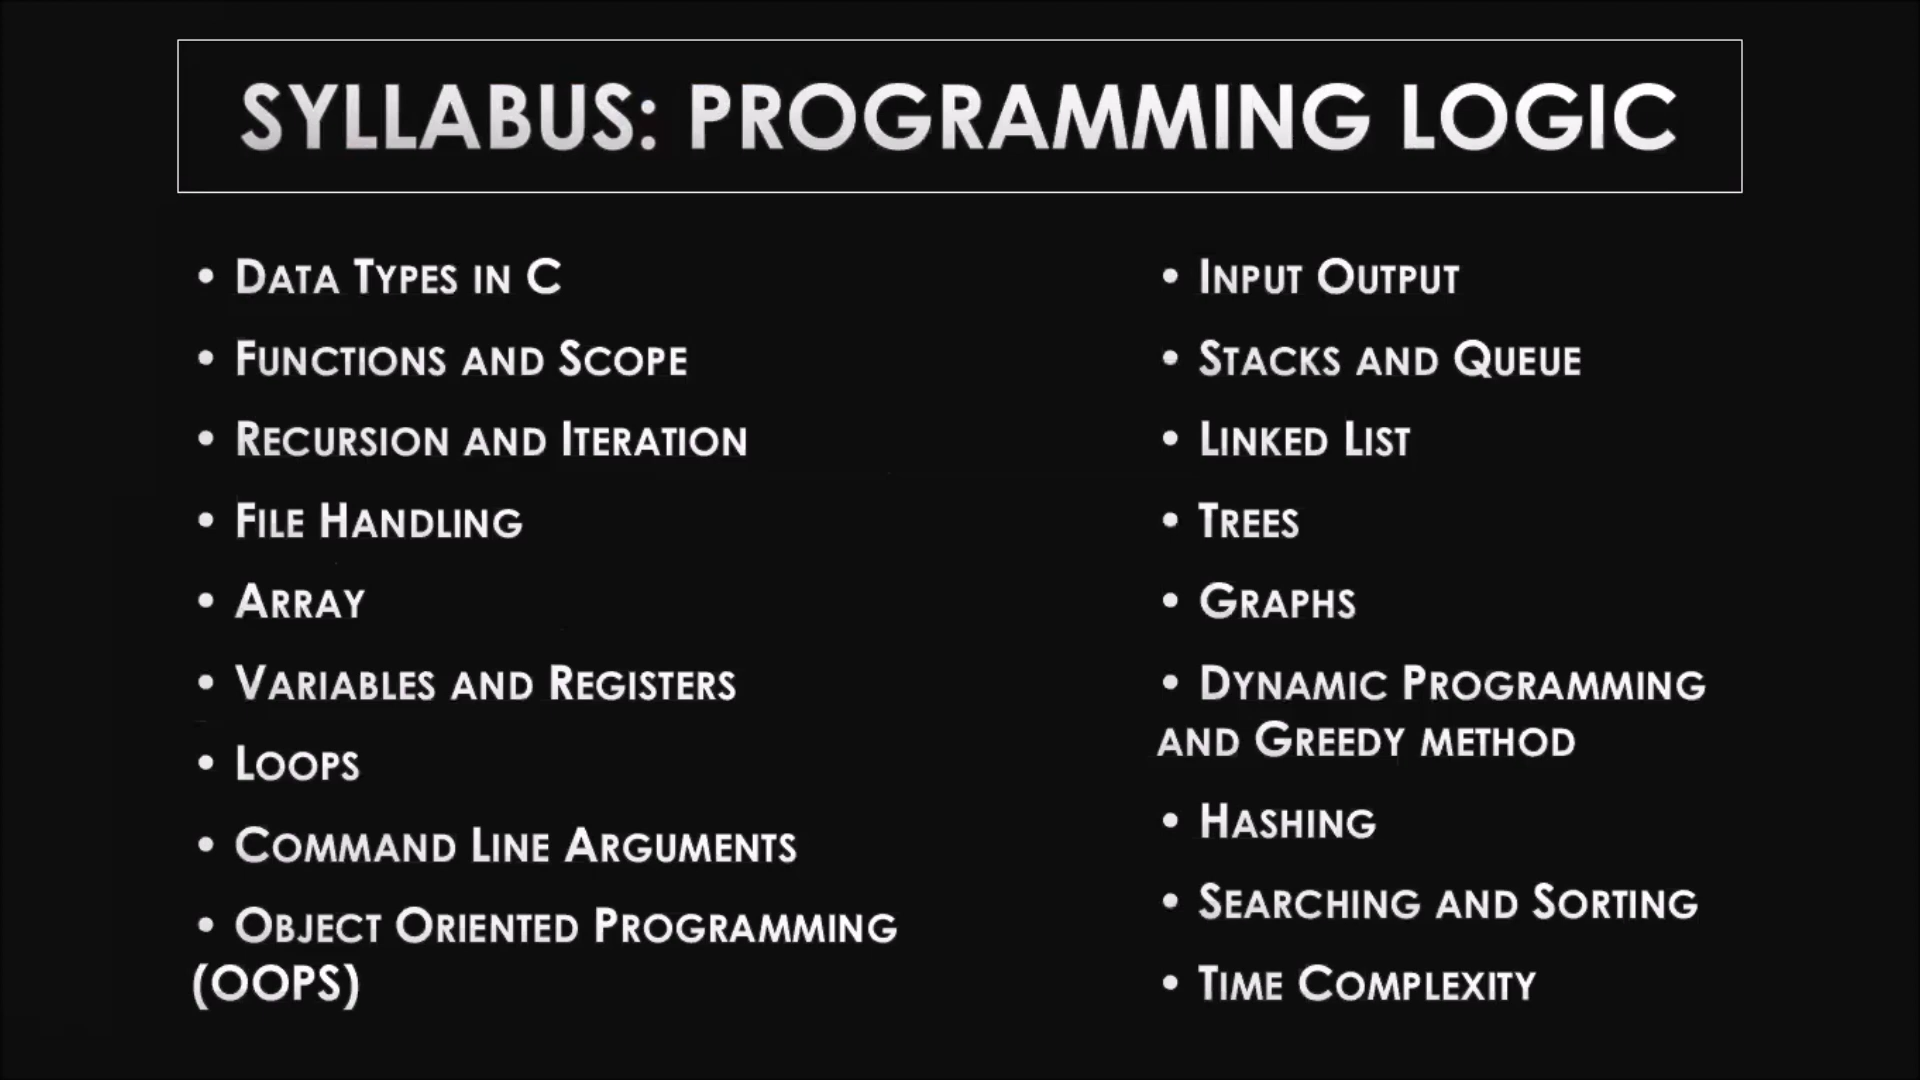 SYLLABUS: PROGRAMMING LOGIC
• DATA TYPES IN C
• FUNCTIONS AND SCOPE
• RECURSION AND ITERATION
• FILE HANDLING
• ARRAY
• VARIABLES AND REGISTERS
• LOOPS
• COMMAND LINE ARGUMENTS
• OBJECT ORIENTED PROGRAMMING
(OOPS)
• INPUT OUTPUT
• STACKS AND QUEUE
• LINKED LIST
• TREES
• GRAPHS
• DYNAMIC PROGRAMMING
AND GREEDY METHOD
• HASHING
• SEARCHING AND SORTING
• TIME COMPLEXITY